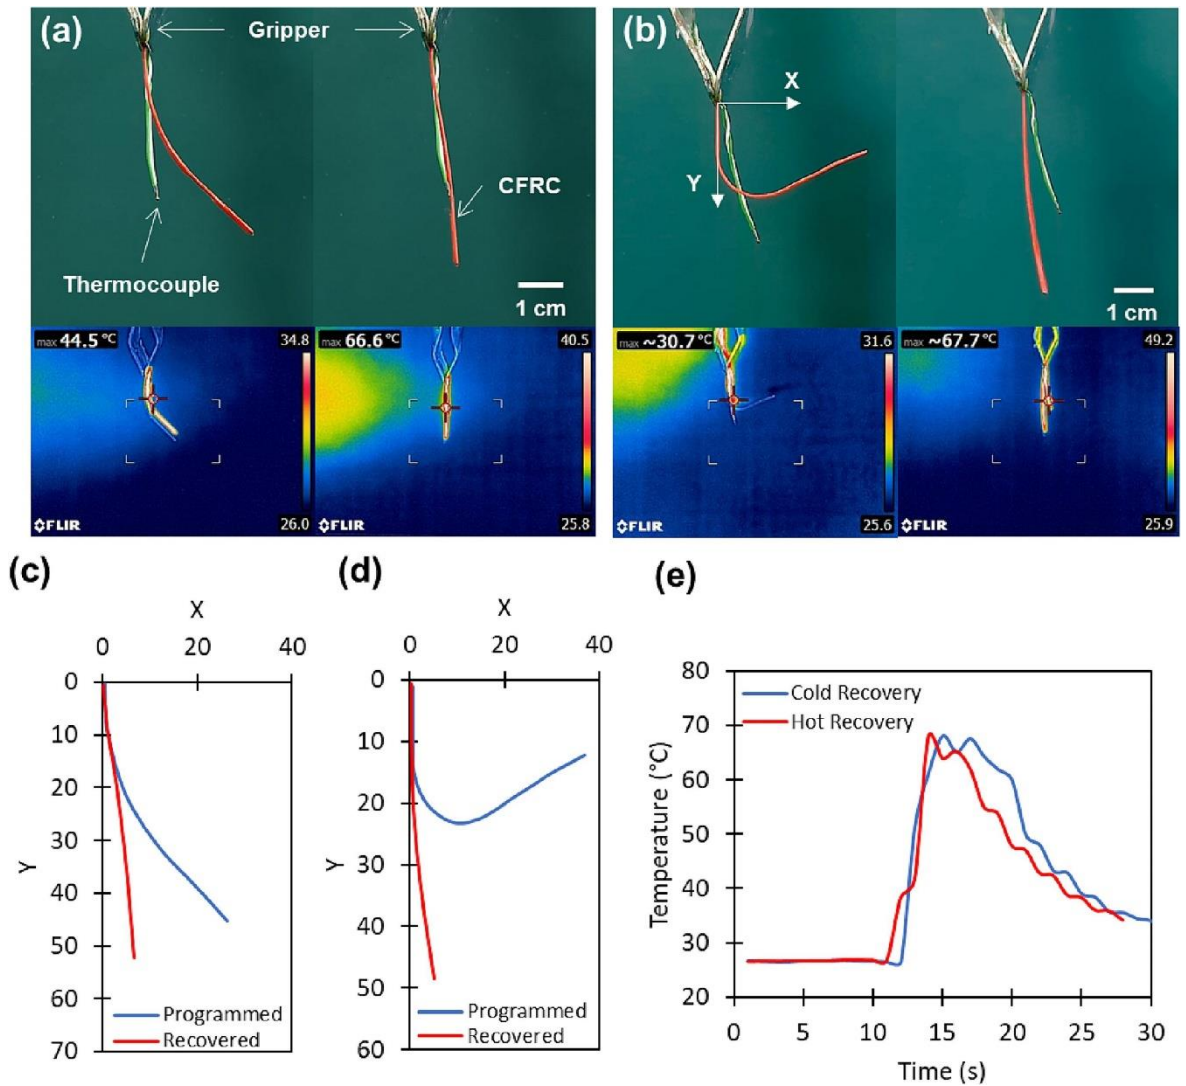 (a)
Gripper
CFRC
Thermocouple
1 cm
(b)
X
Y
1 cm
max 44.5 °C
34.8
FLIR
26.0
66.6 °C
max
40.5
FLIR
25.8
max ~30.7 °C
31.6
FLIR
25.6
max ~67.7 °C
49.2
FLIR
25.9
(c)
X
0 20 40
Y
0
10
20
30
40
50
60
70
Programmed
Recovered
(d)
X
0 20 40
Y
0
10
20
30
40
50
60
Programmed
Recovered
(e)
Temperature (°C)
80
70
60
50
40
30
20
Cold Recovery
Hot Recovery
0 5 10 15 20 25 30
Time (s)